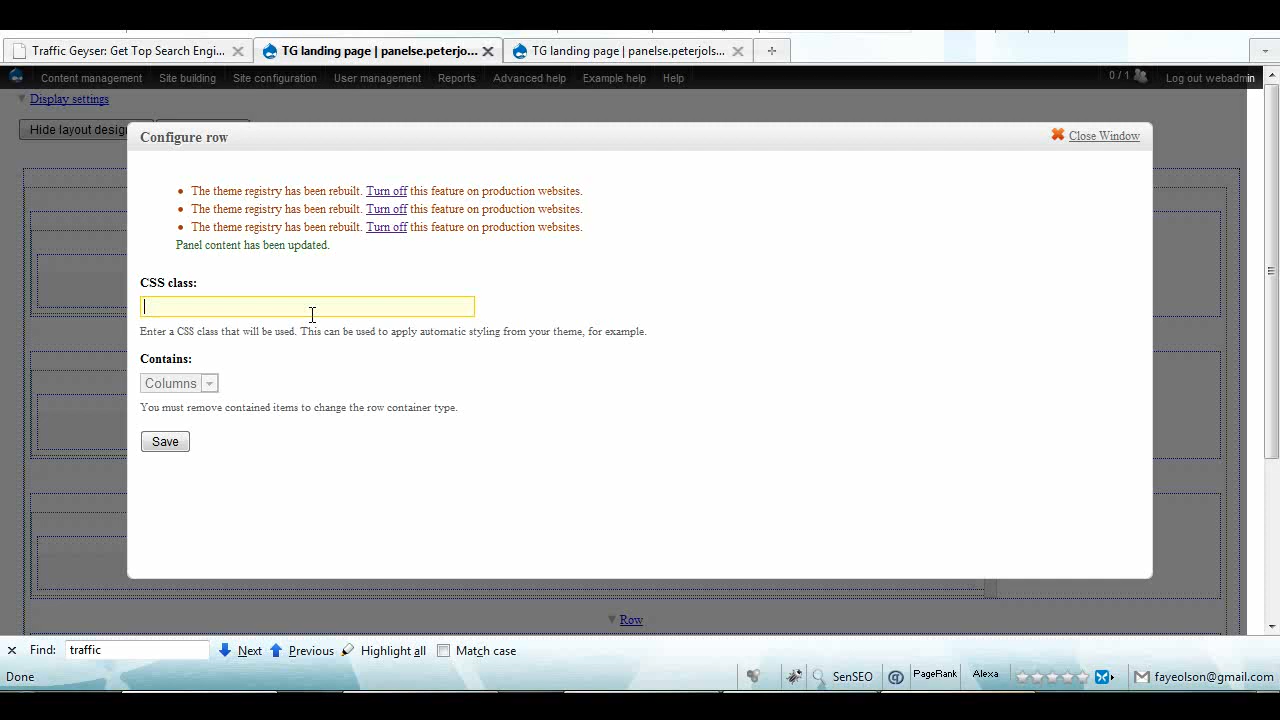 Traffic Geyser: Get Top Search Engi...
TG landing page | panelse.peterjo...
TG landing page | panelse.peterjols...
Content management
Site building
Site configuration
User management
Reports
Advanced help
Example help
Help
0 / 1
Log out webadmin
Display settings
Hide layout desig
Configure row
Close Window
The theme registry has been rebuilt. Turn off this feature on production websites.
The theme registry has been rebuilt. Turn off this feature on production websites.
The theme registry has been rebuilt. Turn off this feature on production websites.
Panel content has been updated.
CSS class:
Enter a CSS class that will be used. This can be used to apply automatic styling from your theme, for example.
Contains:
Columns
You must remove contained items to change the row container type.
Save
Row
Find: traffic Next Previous Highlight all Match case
Done SenSEO PageRank Alexa fayeolson@gmail.com